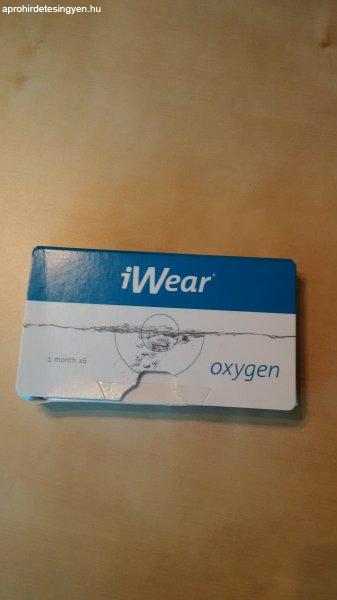 aprohirdetesingyen.hu
iWear®
1 month x6
oxygen